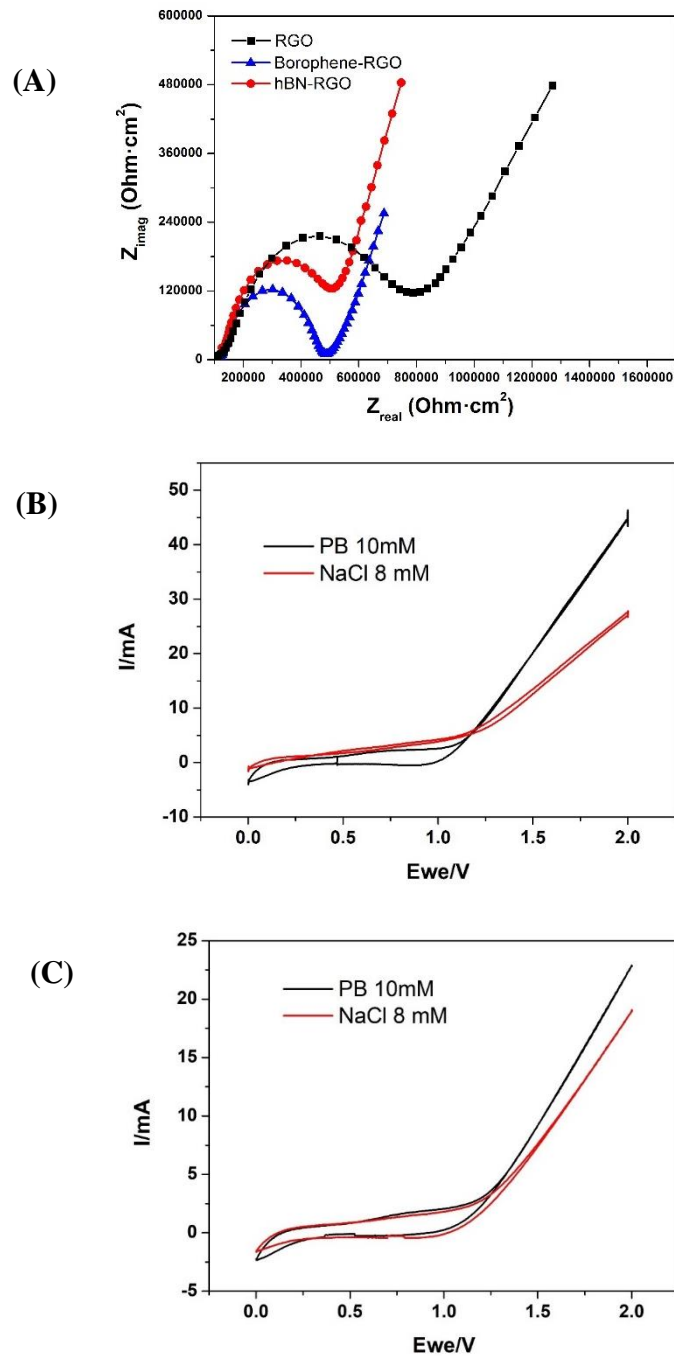 (A)
600000
480000
360000
240000
120000
0
Z_imag (Ohm·cm²)
RGO
Borophene-RGO
hBN-RGO
200000 400000 600000 800000 1000000 1200000 1400000 1600000
Z_real (Ohm·cm²)
(B)
50
40
30
20
10
0
-10
I/mA
PB 10mM
NaCl 8 mM
0.0 0.5 1.0 1.5 2.0
Ewe/V
(C)
25
20
15
10
5
0
-5
I/mA
PB 10mM
NaCl 8 mM
0.0 0.5 1.0 1.5 2.0
Ewe/V